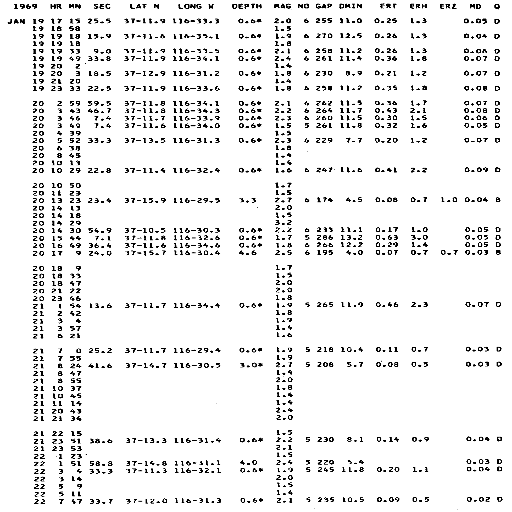 1969 HR MN SEC LAT N LONG W DEPTH MAG NO GAP DMIN ERT ERH ERZ MD Q
JAN 19 17 15 25.5 37-11.9 116-33.3 0.6* 2.0 6 255 11.0 0.25 1.3 0.05 D
19 18 58 1.5
19 19 18 15.9 0.6* 1.9 6 270 12.5 0.26 1.3 0.04 D
19 19 18 1.8
19 19 33 9.0 0.6* 2.1 6 258 11.2 0.26 1.3 0.06 D
19 19 49 33.8 37-11.9 116-34.1 0.6* 2.4 6 261 11.4 0.36 1.8 0.07 D
19 20 2 1.4
19 20 3 18.5 37-12.9 116-31.2 0.6* 1.8 6 230 8.9 0.21 1.2 0.07 D
19 21 20 1.4
19 23 33 22.5 37-11.9 116-33.6 0.6* 1.8 6 258 11.2 0.35 1.8 0.08 D
20 2 59 59.5 37-11.8 116-34.1 0.6* 2.1 6 262 11.5 0.36 1.7 0.07 D
20 3 43 46.7 37-11.8 116-34.3 0.6* 2.2 6 264 11.7 0.43 2.1 0.08 D
20 3 46 7.4 37-11.7 116-33.9 0.6* 2.3 6 260 11.5 0.30 1.5 0.06 D
20 3 49 7.4 37-11.6 116-34.0 0.6* 1.5 5 261 11.8 0.32 1.6 0.05 D
20 4 39 1.5
20 5 52 33.3 37-13.5 116-31.3 0.6* 2.3 6 229 7.7 0.20 1.2 0.07 D
20 6 38 1.8
20 8 45 1.4
20 10 13 1.4
20 10 29 22.8 37-11.4 116-32.4 0.6* 1.6 6 247 11.6 0.41 2.2 0.09 D
20 10 50 1.7
20 11 23 1.5
20 13 23 23.4 37-15.9 116-29.5 3.3 2.7 6 174 4.5 0.08 0.7 1.0 0.04 B
20 14 13 2.0
20 14 18 1.5
20 14 29 3.2
20 14 30 54.9 37-10.5 116-30.3 0.6* 2.2 6 233 11.1 0.17 1.0 0.05 D
20 15 44 7.1 37-11.8 116-32.6 0.6* 1.7 5 286 13.2 0.63 3.0 0.05 D
20 16 49 36.4 37-11.6 116-34.6 0.6* 1.8 6 266 12.2 0.29 1.4 0.05 D
20 17 9 24.0 37-15.7 116-30.4 4.6 2.5 6 195 4.0 0.07 0.7 0.7 0.03 B
20 18 9 1.7
20 18 33 1.5
20 18 55 2.0
20 21 22 2.0
20 23 46 1.8
21 1 54 13.6 37-11.7 116-34.4 0.6* 1.9 5 265 11.9 0.46 2.3 0.07 D
21 2 42 1.8
21 3 4 1.9
21 3 57 1.4
21 6 41 1.6
21 7 0 25.2 37-11.7 116-29.4 0.6* 1.9 5 218 10.4 0.11 0.7 0.03 D
21 7 55 1.9
21 8 24 41.6 37-14.7 116-30.5 3.0* 2.7 5 208 5.7 0.08 0.5 0.03 D
21 8 47 1.4
21 8 55 2.0
21 10 37 1.8
21 10 45 1.5
21 11 14 1.4
21 20 43 2.4
21 21 34 2.0
21 22 15 1.5
21 23 51 38.6 37-13.3 116-31.4 0.6* 2.2 5 230 8.1 0.14 0.9 0.04 D
21 23 53 2.1
22 1 23 1.5
22 1 51 58.8 37-14.8 4.0 2.4 5 220 5.4 0.03 D
22 3 4 33.3 37-11.3 116-32.1 0.6* 1.9 5 245 11.8 0.20 1.1 0.04 D
22 3 14 2.0
22 5 9 1.5
22 5 11 1.4
22 7 47 33.7 37-12.0 116-31.3 0.6* 2.1 5 235 10.5 0.09 0.5 0.02 D